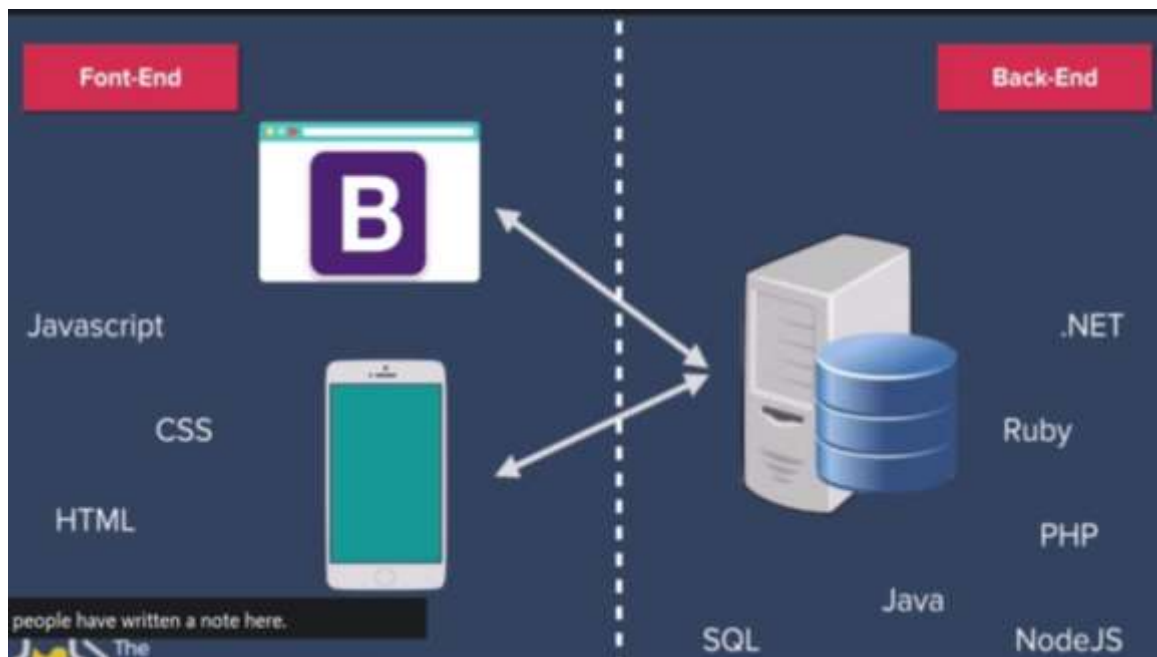 Font-End
Back-End
B
Javascript
.NET
CSS
Ruby
HTML
PHP
Java
people have written a note here.
SQL
NodeJS
The